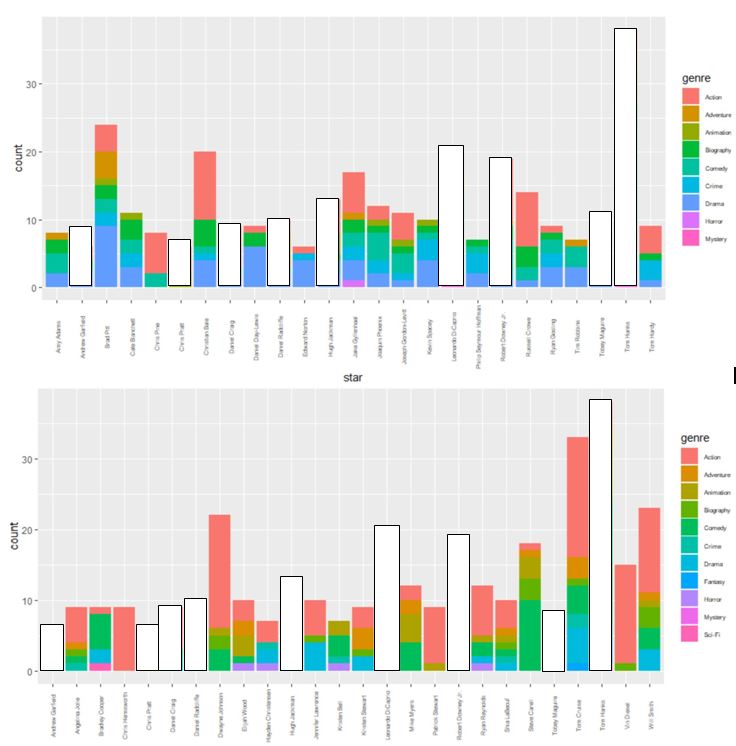 count
30
20
10
0
genre
Action
Adventure
Animation
Biography
Comedy
Crime
Drama
Horror
Mystery
Amy Adams
Andrew Garfield
Brad Pitt
Cate Blanchett
Chris Pine
Chris Pratt
Christian Bale
Daniel Craig
Daniel Day-Lewis
Daniel Radcliffe
Edward Norton
Hugh Jackman
Jake Gyllenhaal
Joaquin Phoenix
Joseph Gordon-Levitt
Kevin Spacey
Leonardo DiCaprio
Philip Seymour Hoffman
Robert Downey Jr.
Russell Crowe
Ryan Gosling
Tim Robbins
Tobey Maguire
Tom Hanks
Tom Hardy
star
count
30
20
10
0
genre
Action
Adventure
Animation
Biography
Comedy
Crime
Drama
Fantasy
Horror
Mystery
Sci-Fi
Andrew Garfield
Angelina Jolie
Bradley Cooper
Chris Hemsworth
Chris Pratt
Daniel Craig
Daniel Radcliffe
Dwayne Johnson
Elijah Wood
Hayden Christensen
Hugh Jackman
Jennifer Lawrence
Kristen Bell
Kristen Stewart
Leonardo DiCaprio
Mike Myers
Patrick Stewart
Robert Downey Jr.
Ryan Reynolds
Shia LaBeouf
Steve Carell
Tobey Maguire
Tom Cruise
Tom Hanks
Vin Diesel
Will Smith